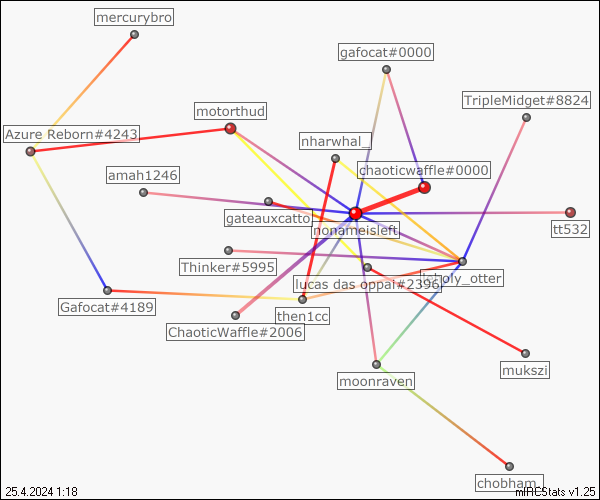 mercurybro
gafocat#0000
TripleMidget#8824
motorthud
Azure Reborn#4243
nharwhal_
chaoticwaffle#0000
amah1246
gateauxcatto
nonameisleft
tt532
Thinker#5995
lucas das oppai#2396
holy_otter
Gafocat#4189
then1cc
ChaoticWaffle#2006
mukszi
moonraven
chobham_
25.4.2024 1:18
mIRCStats v1.25